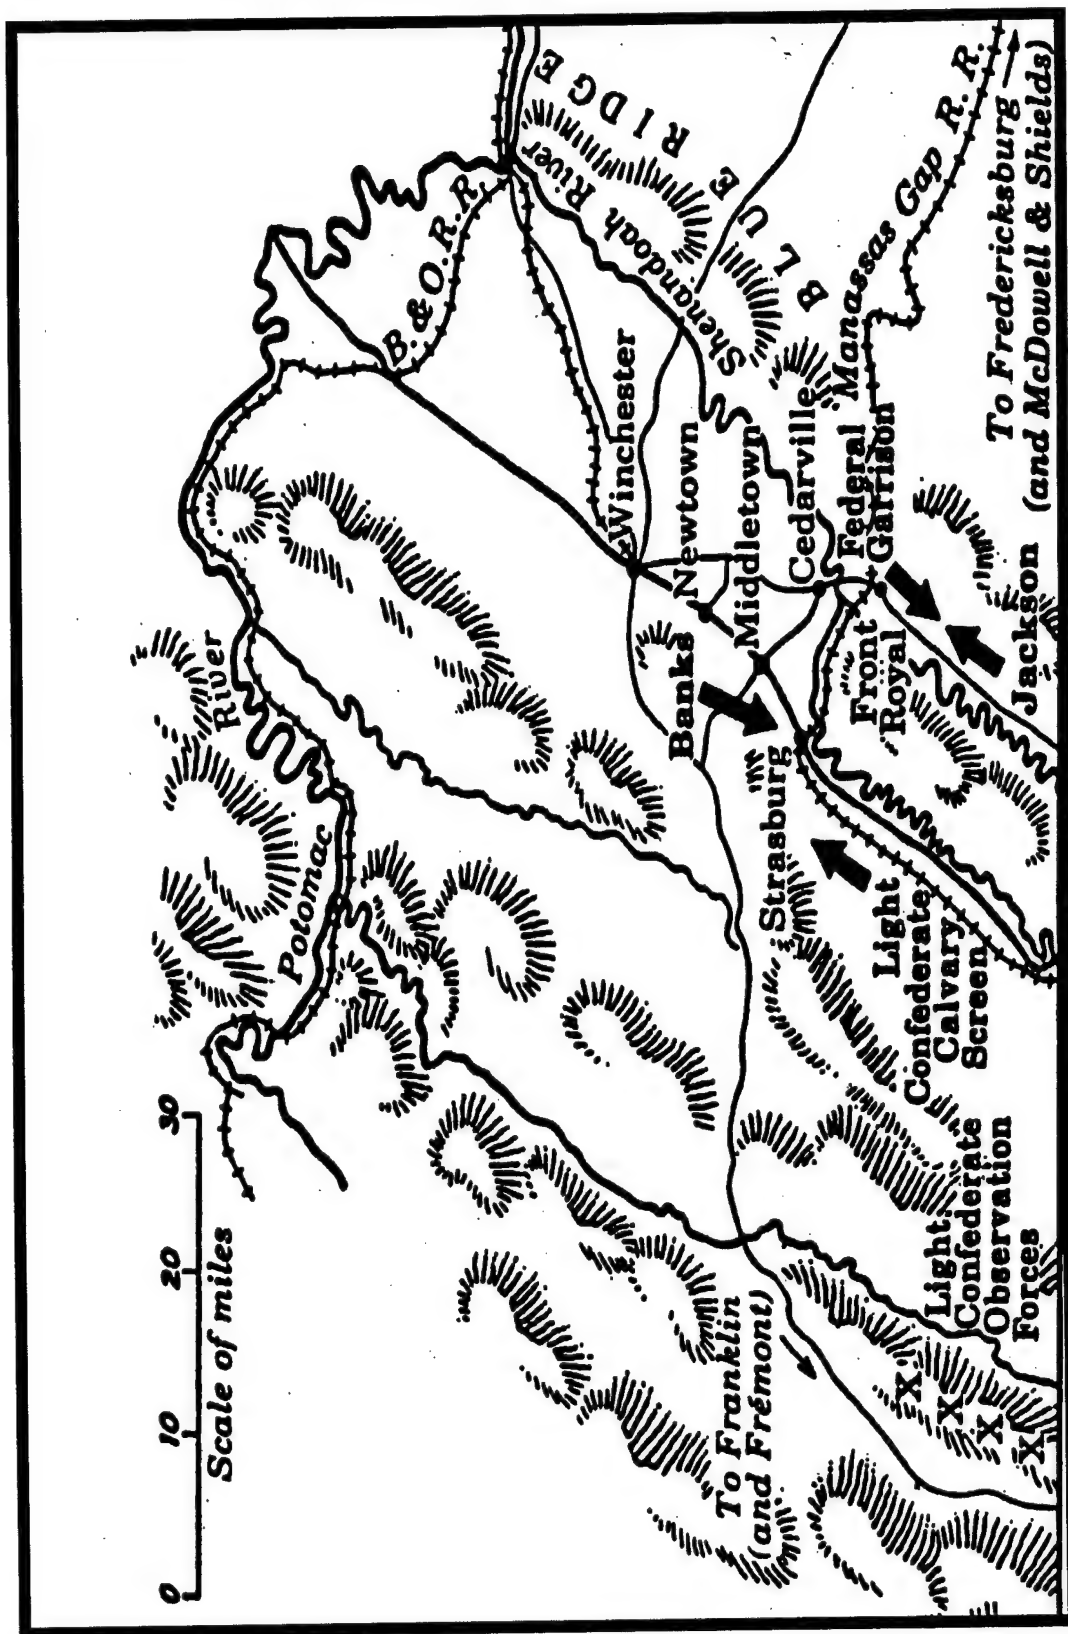 0 10 20 30
Scale of miles
Potomac
River
B. & O. R. R.
Shenandoah River
BLUE RIDGE
Winchester
Newtown
Middletown
Cedarville
Banks
Strasburg
Front
Royal
Federal
Garrison
Manassas Gap R. R.
To Fredericksburg
(and McDowell & Shields)
Jackson
Light
Confederate
Calvary
Screen
Light
Confederate
Observation
Forces
To Franklin
(and Frémont)
X
X
X
X